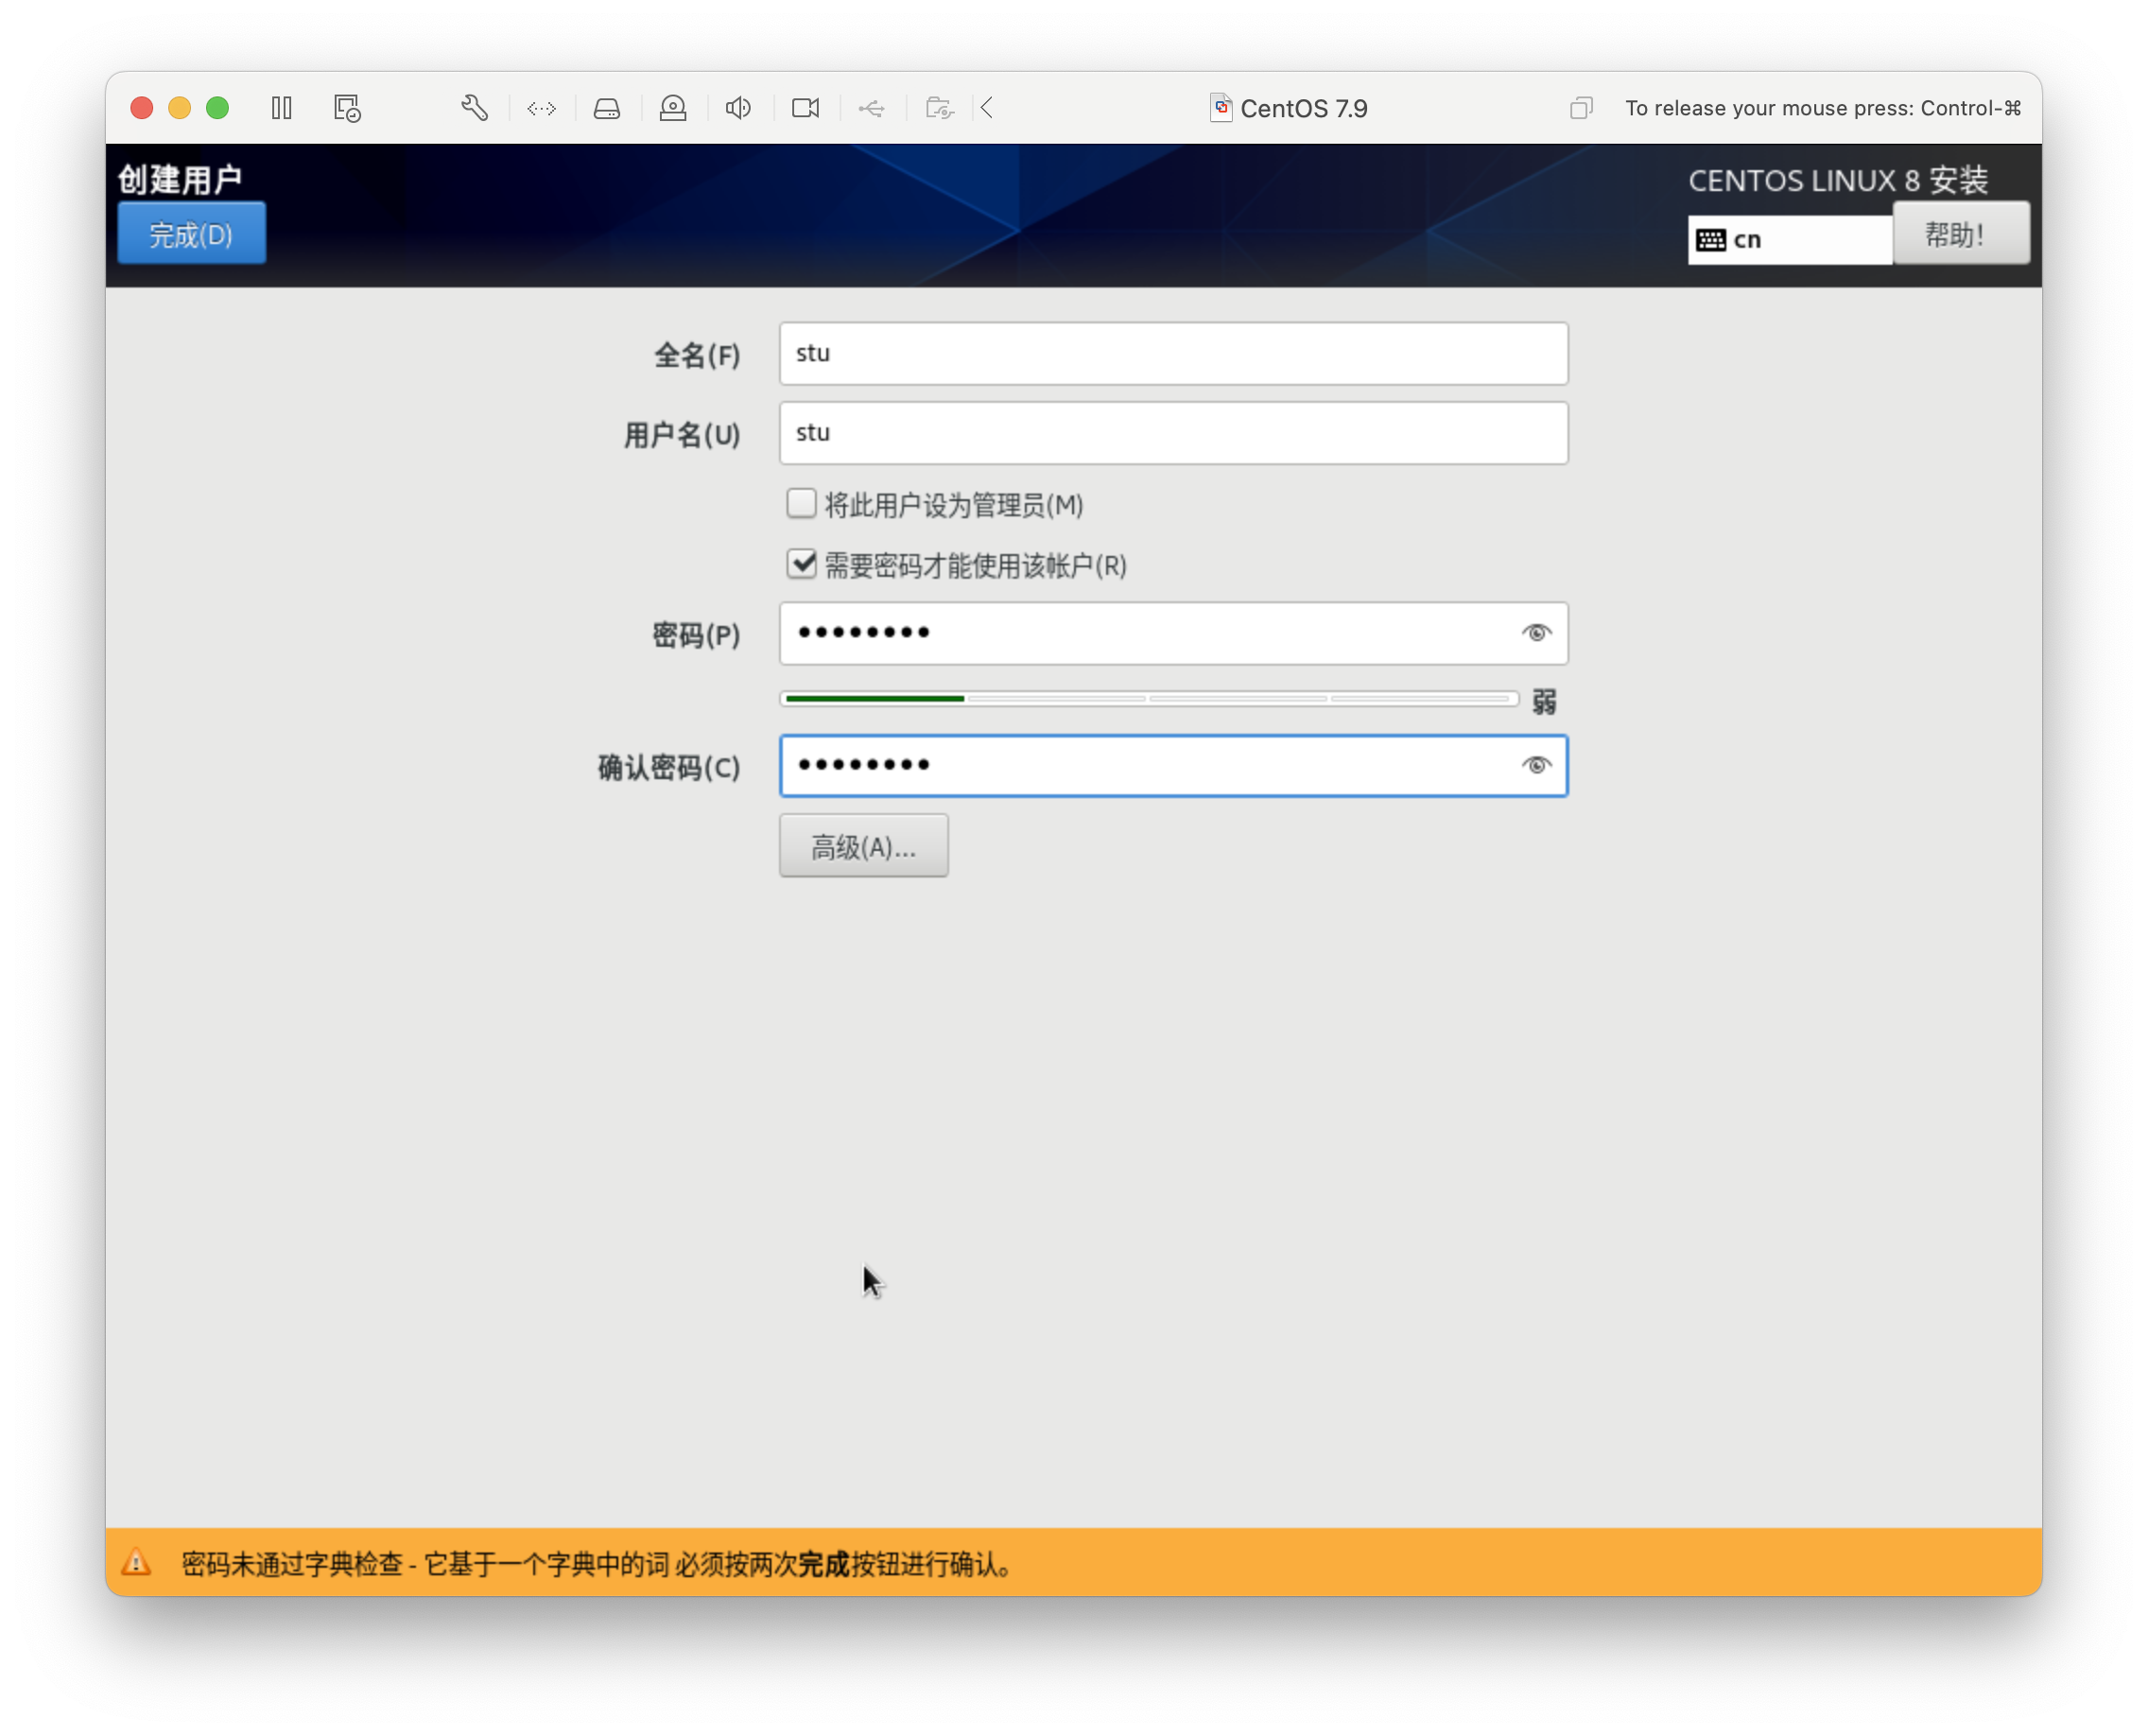 CentOS 7.9
To release your mouse press: Control-⌘
创建用户
CENTOS LINUX 8 安装
完成(D)
cn
帮助!
全名(F)
stu
用户名(U)
stu
将此用户设为管理员(M)
需要密码才能使用该帐户(R)
密码(P)
••••••••
弱
确认密码(C)
••••••••
高级(A)...
密码未通过字典检查 - 它基于一个字典中的词 必须按两次完成按钮进行确认。